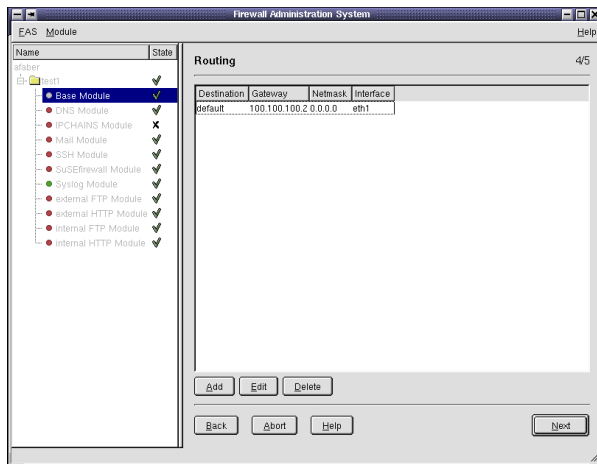 Firewall Administration System
EAS Module Help
Name State
afaber
test1
Base Module
DNS Module
IPCHAINS Module
Mail Module
SSH Module
SuSEfirewall Module
Syslog Module
external FTP Module
external HTTP Module
internal FTP Module
internal HTTP Module
Routing 4/5
Destination Gateway Netmask Interface
default 100.100.100.2 0.0.0.0 eth1
Add Edit Delete
Back Abort Help Next